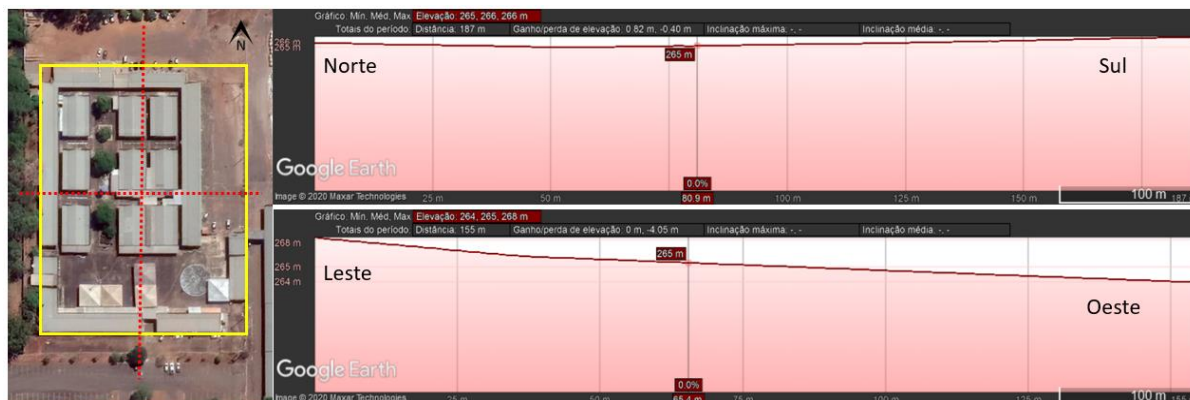 N
Gráfico: Mín, Méd, Máx Elevação: 265, 266, 266 m
Totais do período: Distância: 187 m Ganho/perda de elevação: 0.82 m, -0.40 m Inclinação máxima: -, - Inclinação média: -, -
266 m
265 m
265 m
Norte
Sul
Google Earth
0.0%
Image © 2020 Maxar Technologies
25 m 50 m 80.9 m 100 m 125 m 150 m 187
100 m
Gráfico: Mín, Méd, Máx Elevação: 264, 265, 268 m
Totais do período: Distância: 155 m Ganho/perda de elevação: 0 m, -4.05 m Inclinação máxima: -, - Inclinação média: -, -
268 m
265 m
265 m
264 m
Leste
Oeste
Google Earth
0.0%
Image © 2020 Maxar Technologies
25 m 50 m 65.4 m 75 m 100 m 125 m 155
100 m